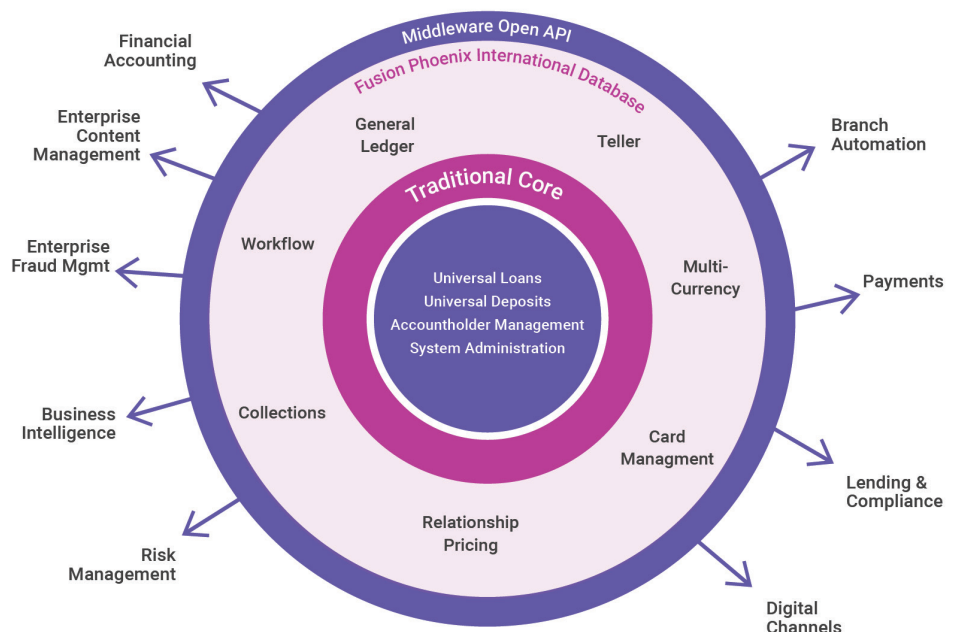 Middleware Open API
Fusion Phoenix International Database
Financial
Accounting
Enterprise
Content
Management
Enterprise
Fraud Mgmt
Business
Intelligence
Risk
Management
General
Ledger
Teller
Workflow
Multi-
Currency
Collections
Card
Managment
Relationship
Pricing
Traditional Core
Universal Loans
Universal Deposits
Accountholder Management
System Administration
Branch
Automation
Payments
Lending &
Compliance
Digital
Channels